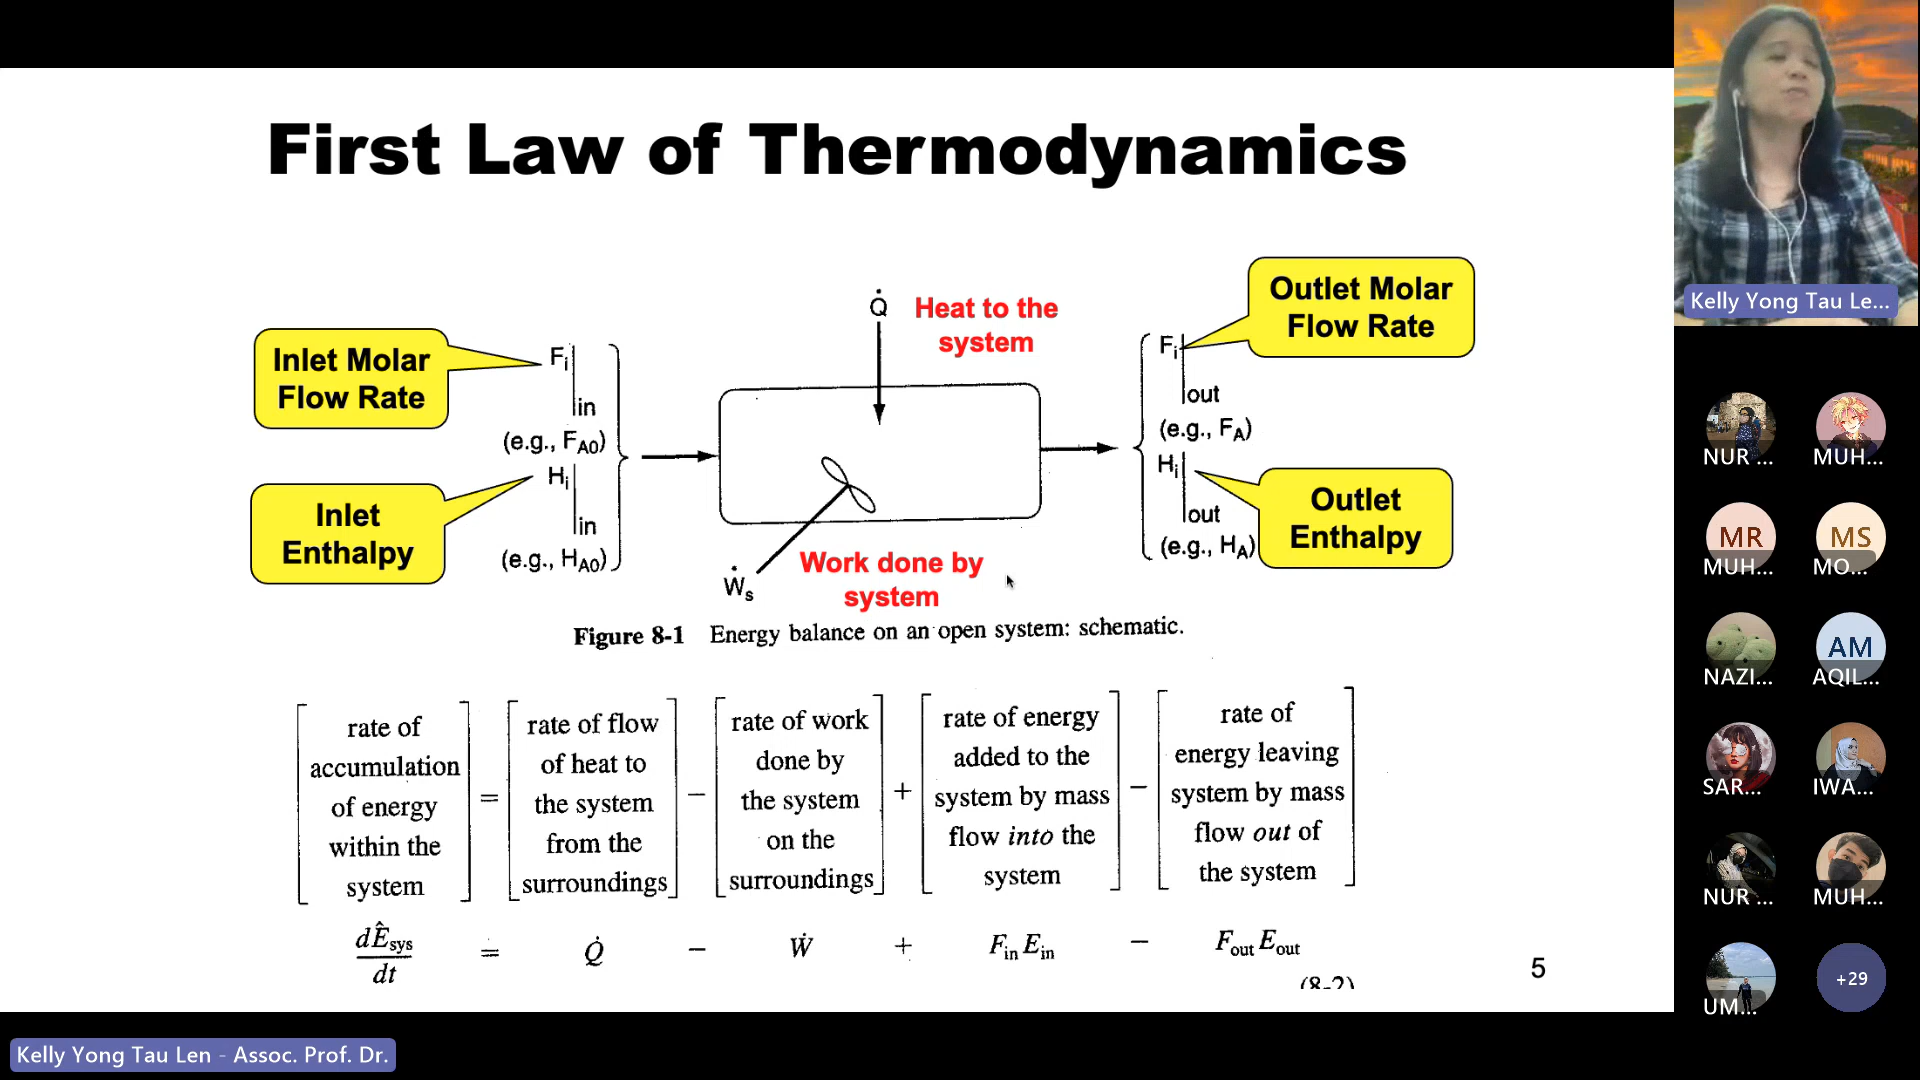 First Law of Thermodynamics
Inlet Molar
Flow Rate
Inlet
Enthalpy
Fi
in
(e.g., FA0)
Hi
in
(e.g., HA0)
Q̇
Heat to the
system
Ẇs
Work done by
system
Fi
out
(e.g., FA)
Hi
out
(e.g., HA)
Outlet Molar
Flow Rate
Outlet
Enthalpy
Figure 8-1 Energy balance on an open system: schematic.
rate of
accumulation
of energy
within the
system
=
rate of flow
of heat to
the system
from the
surroundings
−
rate of work
done by
the system
on the
surroundings
+
rate of energy
added to the
system by mass
flow into the
system
−
rate of
energy leaving
system by mass
flow out of
the system
dÊsys
dt
= Q̇ − Ẇ + Fin Ein − Fout Eout
(8-2)
5
Kelly Yong Tau Le...
NUR ...
MUH...
MR
MUH...
MS
MO...
NAZI...
AM
AQIL...
SAR...
IWA...
NUR ...
MUH...
UM...
+29
Kelly Yong Tau Len - Assoc. Prof. Dr.